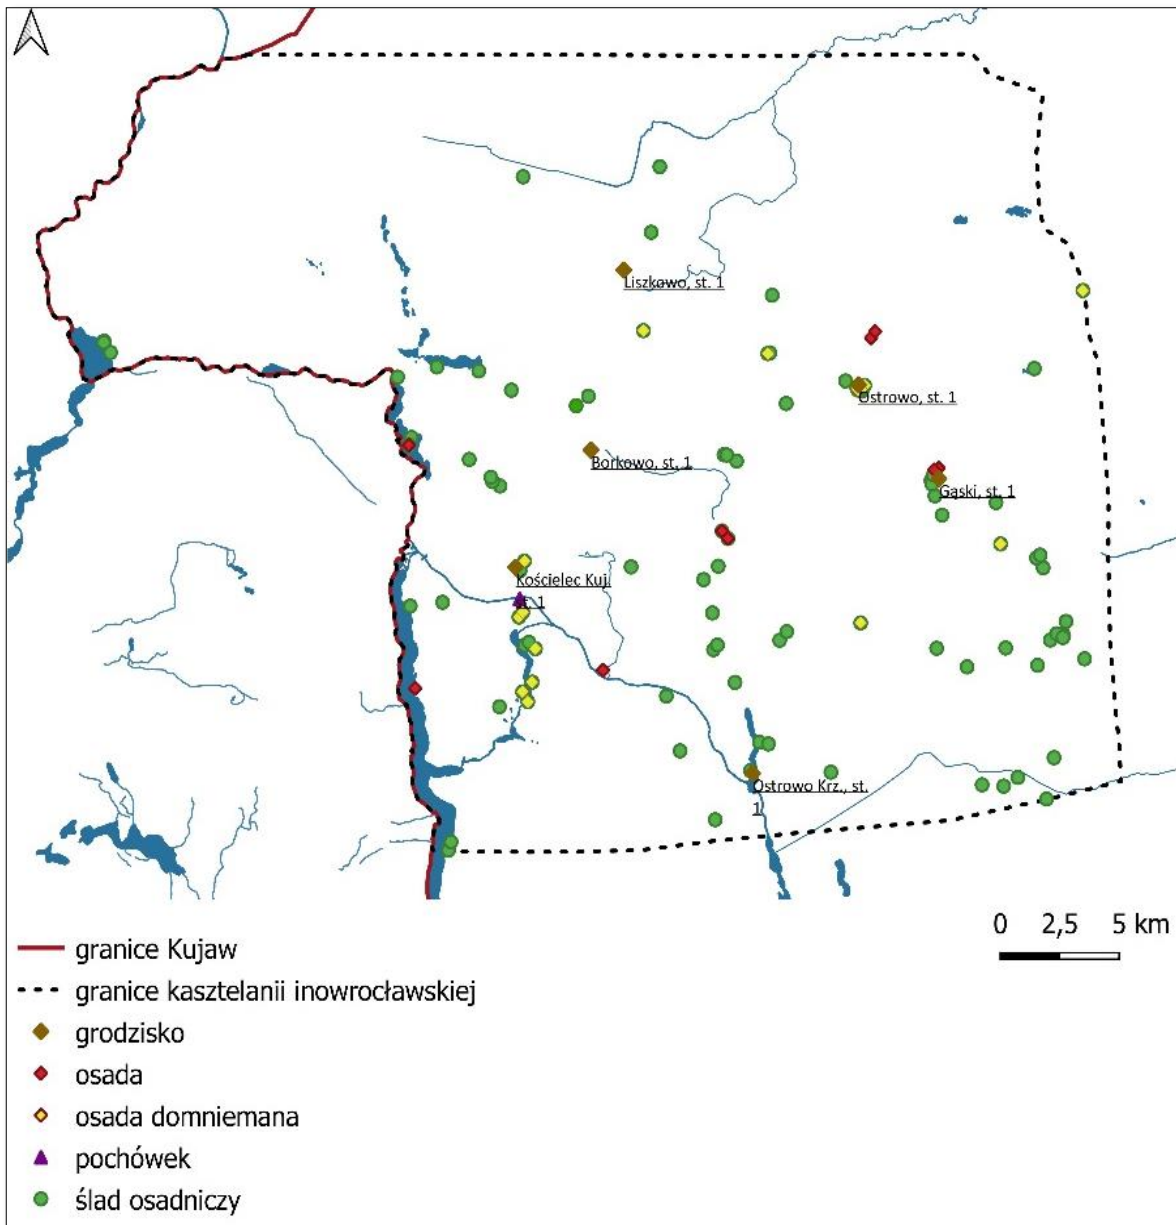 Liszkowo, st. 1
Ostrowo, st. 1
Borkowo, st. 1
Gąski, st. 1
Kościelec Kuj.
st. 1
Ostrowo Krz., st.
1
0 2,5 5 km
granice Kujaw
granice kasztelanii inowrocławskiej
grodzisko
osada
osada domniemana
pochówek
ślad osadniczy